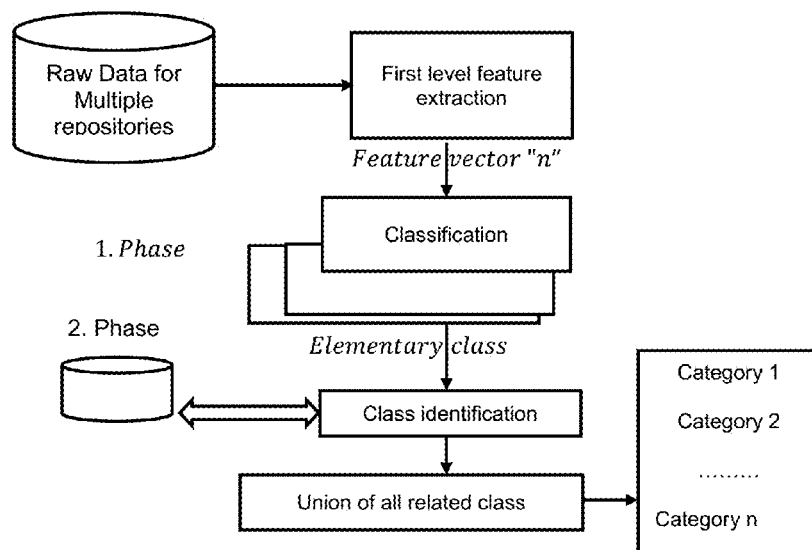 Raw Data for
Multiple
repositories
First level feature
extraction
Feature vector "n"
Classification
1. Phase
2. Phase
Elementary class
Class identification
Union of all related class
Category 1
Category 2
.........
Category n